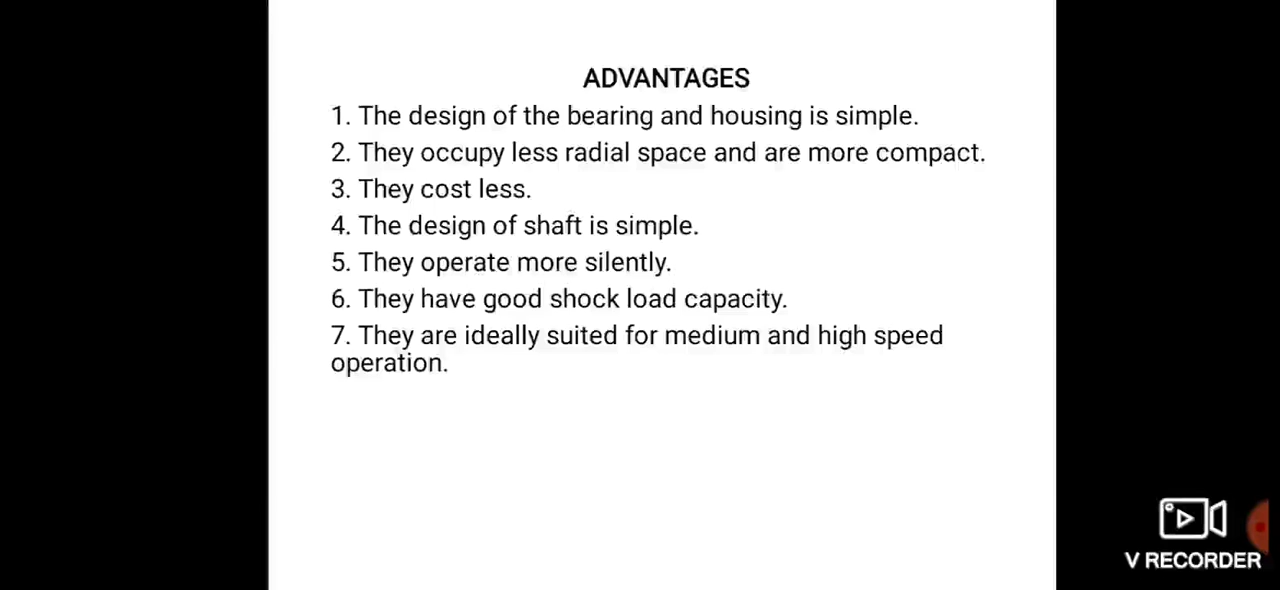 ADVANTAGES
1. The design of the bearing and housing is simple.
2. They occupy less radial space and are more compact.
3. They cost less.
4. The design of shaft is simple.
5. They operate more silently.
6. They have good shock load capacity.
7. They are ideally suited for medium and high speed
operation.
V RECORDER